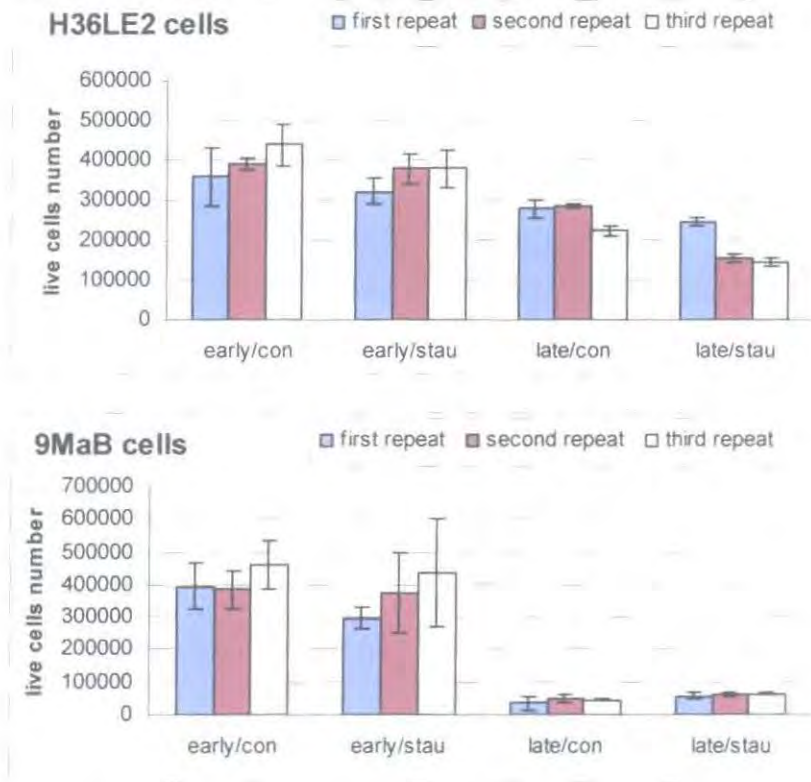 H36LE2 cells
first repeat second repeat third repeat
live cells number
600000
500000
400000
300000
200000
100000
0
early/con early/stau late/con late/stau
9MaB cells
first repeat second repeat third repeat
live cells number
700000
600000
500000
400000
300000
200000
100000
0
early/con early/stau late/con late/stau